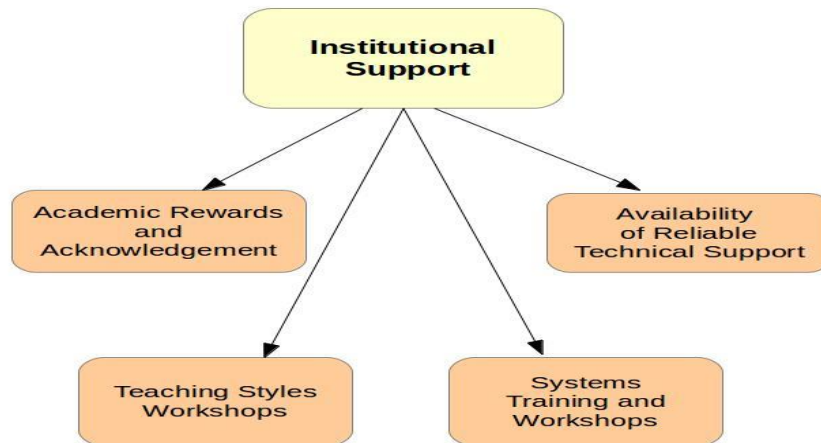 Institutional
Support
Academic Rewards
and
Acknowledgement
Availability
of Reliable
Technical Support
Teaching Styles
Workshops
Systems
Training and
Workshops